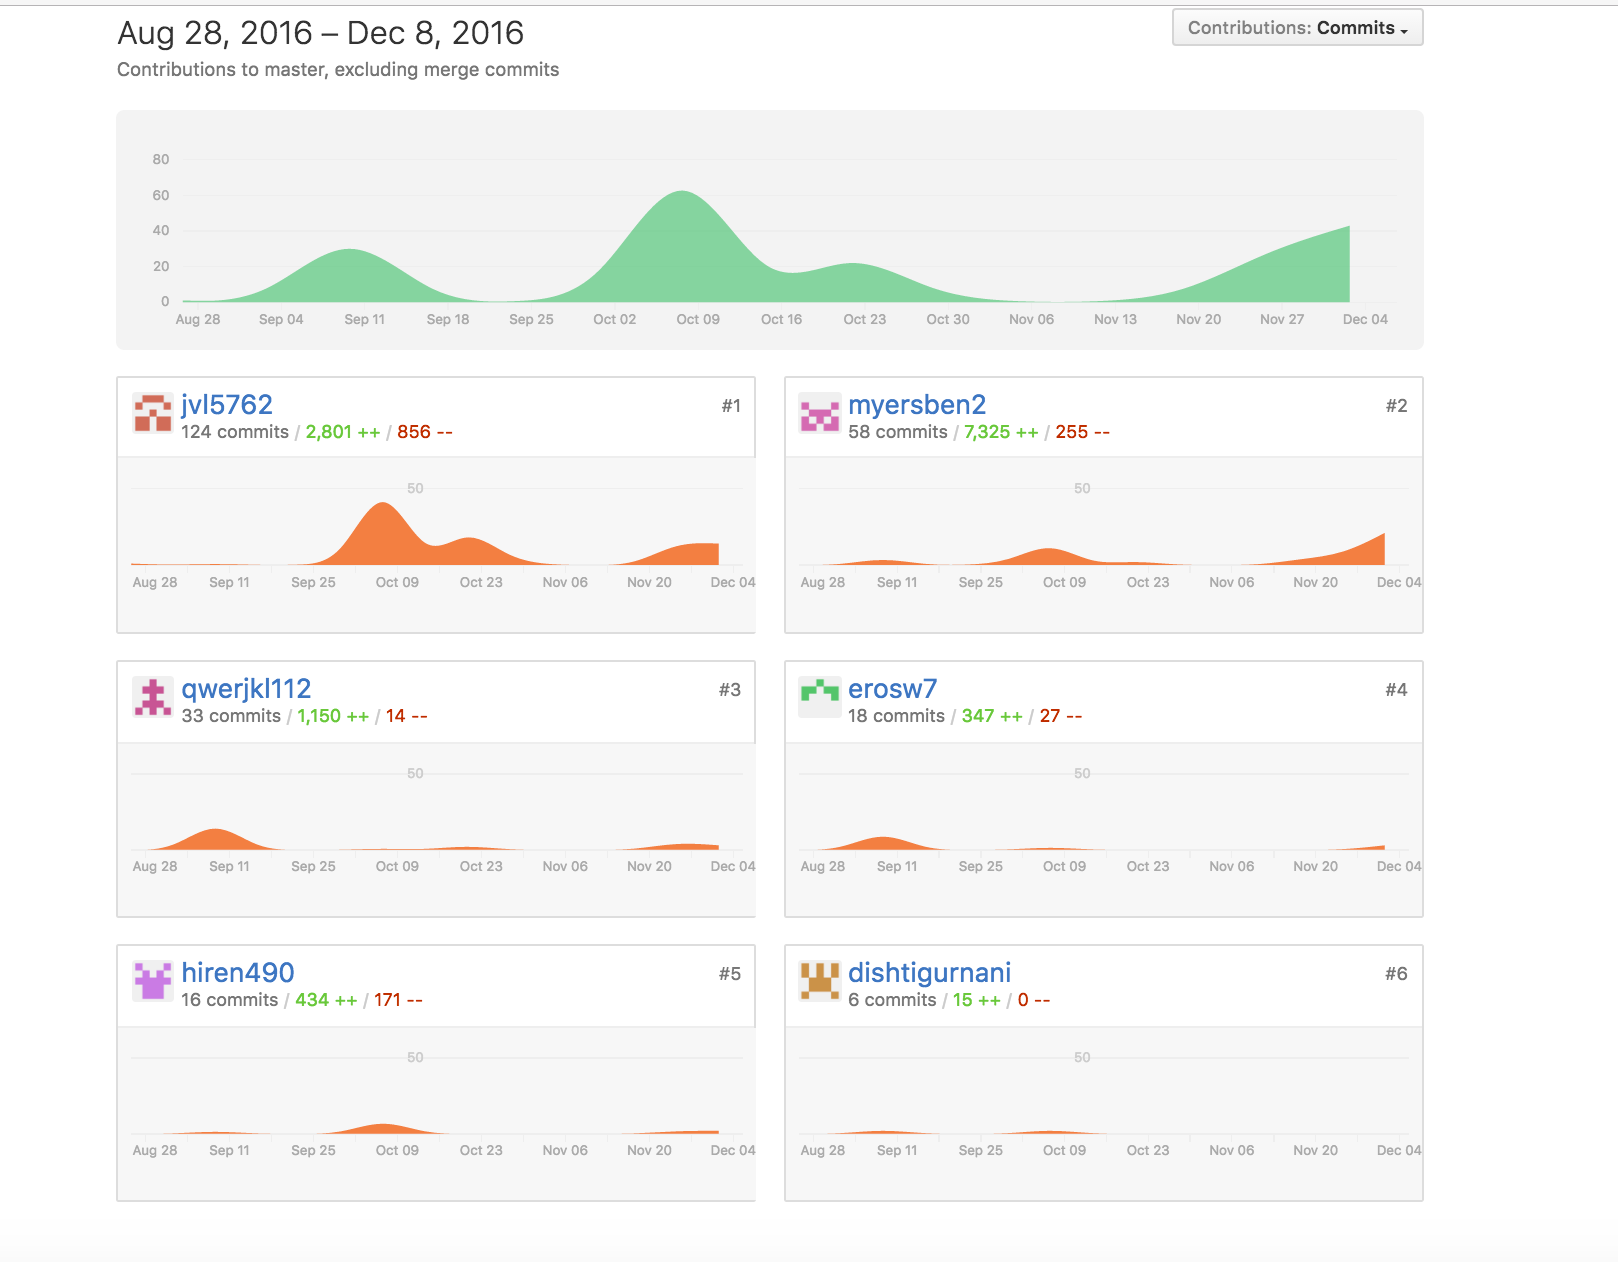 Aug 28, 2016 – Dec 8, 2016
Contributions: Commits
Contributions to master, excluding merge commits
80
60
40
20
0
Aug 28 Sep 04 Sep 11 Sep 18 Sep 25 Oct 02 Oct 09 Oct 16 Oct 23 Oct 30 Nov 06 Nov 13 Nov 20 Nov 27 Dec 04
jvl5762 #1
124 commits / 2,801 ++ / 856 --
50
Aug 28 Sep 11 Sep 25 Oct 09 Oct 23 Nov 06 Nov 20 Dec 04
myersben2 #2
58 commits / 7,325 ++ / 255 --
50
Aug 28 Sep 11 Sep 25 Oct 09 Oct 23 Nov 06 Nov 20 Dec 04
qwerjkl112 #3
33 commits / 1,150 ++ / 14 --
50
Aug 28 Sep 11 Sep 25 Oct 09 Oct 23 Nov 06 Nov 20 Dec 04
erosw7 #4
18 commits / 347 ++ / 27 --
50
Aug 28 Sep 11 Sep 25 Oct 09 Oct 23 Nov 06 Nov 20 Dec 04
hiren490 #5
16 commits / 434 ++ / 171 --
50
Aug 28 Sep 11 Sep 25 Oct 09 Oct 23 Nov 06 Nov 20 Dec 04
dishtigurnani #6
6 commits / 15 ++ / 0 --
50
Aug 28 Sep 11 Sep 25 Oct 09 Oct 23 Nov 06 Nov 20 Dec 04